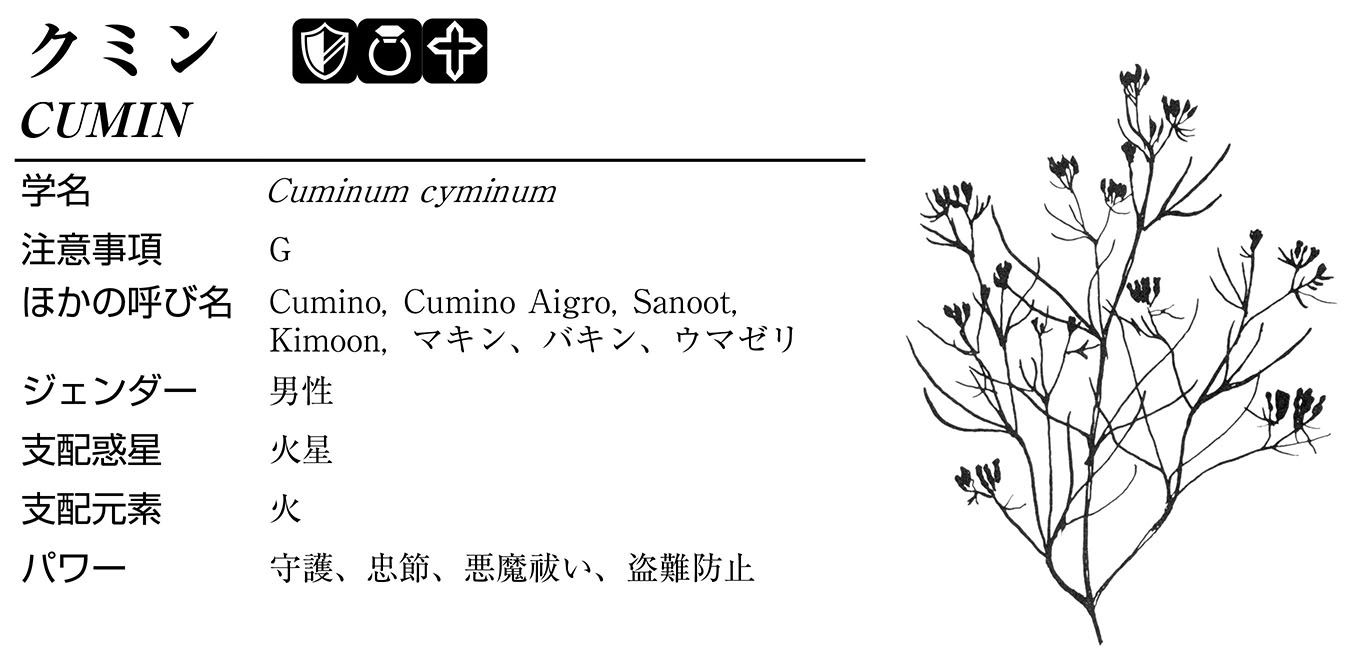 クミン
CUMIN
学名 Cuminum cyminum
注意事項 G
ほかの呼び名 Cumino, Cumino Aigro, Sanoot,
Kimoon, マキン、バキン、ウマゼリ
ジェンダー 男性
支配惑星 火星
支配元素 火
パワー 守護、忠節、悪魔祓い、盗難防止